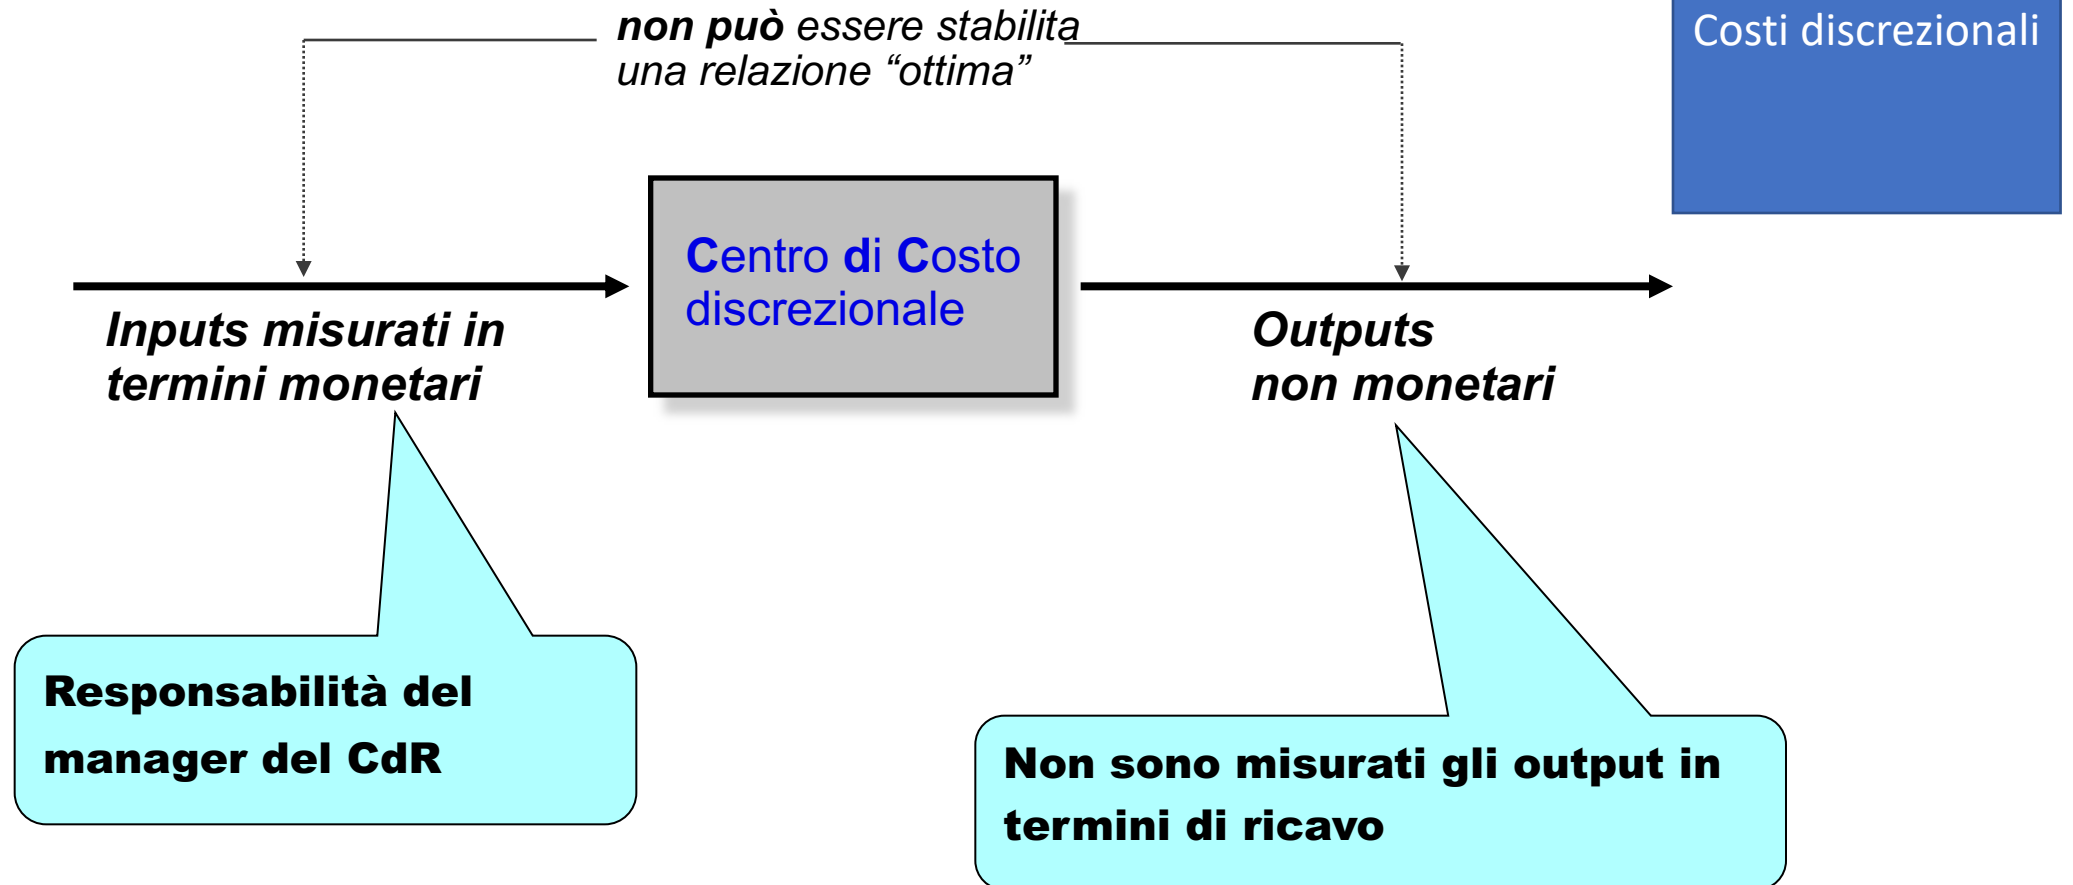 non può essere stabilita
una relazione “ottima”
Costi discrezionali
Centro di Costo
discrezionale
Inputs misurati in
termini monetari
Outputs
non monetari
Responsabilità del
manager del CdR
Non sono misurati gli output in
termini di ricavo